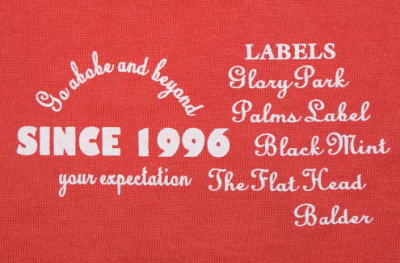 Go abobe and beyond
SINCE 1996
your expectation
LABELS
Glory Park
Palms Label
Black Mint
The Flat Head
Balder